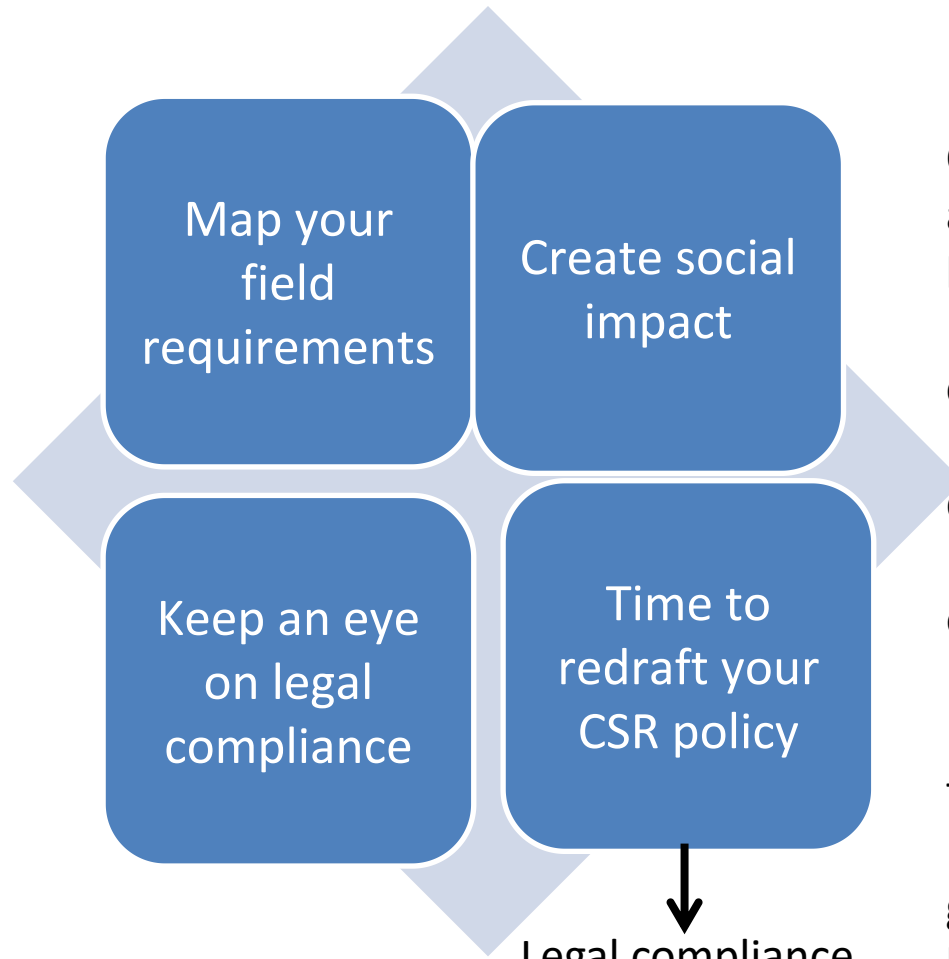 Map your
field
requirements
Create social
impact
Keep an eye
on legal
compliance
Time to
redraft your
CSR policy
Legal compliance